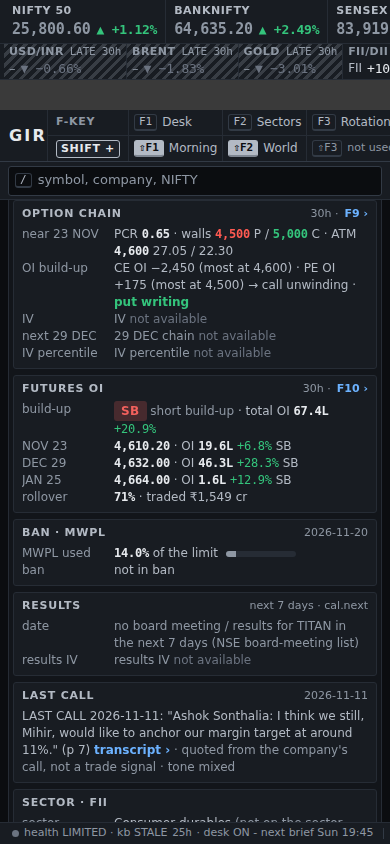 NIFTY 50 BANKNIFTY SENSEX
25,800.60 ▲ +1.12% 64,635.20 ▲ +2.49% 83,919
USD/INR LATE 30h BRENT LATE 30h GOLD LATE 30h FII/DII
– ▼ −0.66% – ▼ −1.83% – ▼ −3.01% FII +10
GIR F-KEY F1 Desk F2 Sectors F3 Rotation
SHIFT + ⇧F1 Morning ⇧F2 World ⇧F3 not used
/ symbol, company, NIFTY
OPTION CHAIN 30h · F9 ›
near 23 NOV PCR 0.65 · walls 4,500 P / 5,000 C · ATM
4,600 27.05 / 22.30
OI build-up CE OI −2,450 (most at 4,600) · PE OI
+175 (most at 4,500) → call unwinding ·
put writing
IV IV not available
next 29 DEC 29 DEC chain not available
IV percentile IV percentile not available
FUTURES OI 30h · F10 ›
build-up SB short build-up · total OI 67.4L
+20.9%
NOV 23 4,610.20 · OI 19.6L +6.8% SB
DEC 29 4,632.00 · OI 46.3L +28.3% SB
JAN 25 4,664.00 · OI 1.6L +12.9% SB
rollover 71% · traded ₹1,549 cr
BAN · MWPL 2026-11-20
MWPL used 14.0% of the limit
ban not in ban
RESULTS next 7 days · cal.next
date no board meeting / results for TITAN in
the next 7 days (NSE board-meeting list)
results IV results IV not available
LAST CALL 2026-11-11
LAST CALL 2026-11-11: "Ashok Sonthalia: I think we still,
Mihir, would like to anchor our margin target at around
11%." (p 7) transcript › · quoted from the company's
call, not a trade signal · tone mixed
SECTOR · FII
sector Consumer durables (not on the sector
health LIMITED · kb STALE 25h · desk ON - next brief Sun 19:45